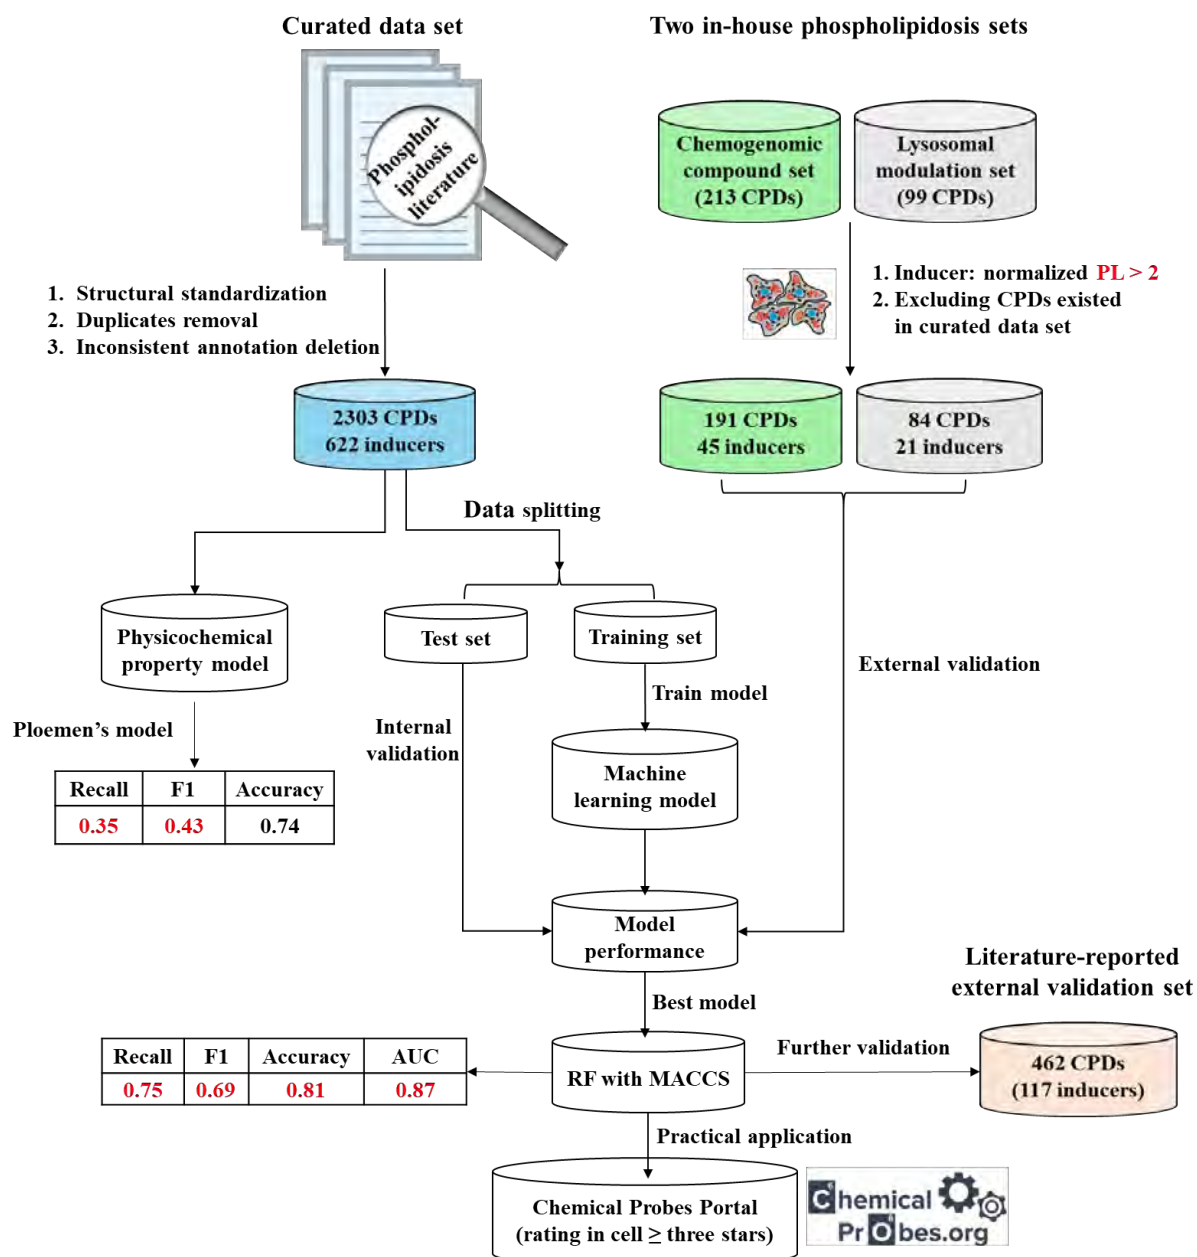 Curated data set
Two in-house phospholipidosis sets
Phosphol-
ipidosis
literature
Chemogenomic
compound set
(213 CPDs)
Lysosomal
modulation set
(99 CPDs)
1. Structural standardization
2. Duplicates removal
3. Inconsistent annotation deletion
1. Inducer: normalized PL > 2
2. Excluding CPDs existed
in curated data set
2303 CPDs
622 inducers
191 CPDs
45 inducers
84 CPDs
21 inducers
Data splitting
Physicochemical
property model
Test set
Training set
External validation
Train model
Ploemen’s model
Internal
validation
Recall F1 Accuracy
0.35 0.43 0.74
Machine
learning model
Model
performance
Best model
Literature-reported
external validation set
Recall F1 Accuracy AUC
0.75 0.69 0.81 0.87
RF with MACCS
Further validation
462 CPDs
(117 inducers)
Practical application
Chemical Probes Portal
(rating in cell ≥ three stars)
Chemical
PrObes.org